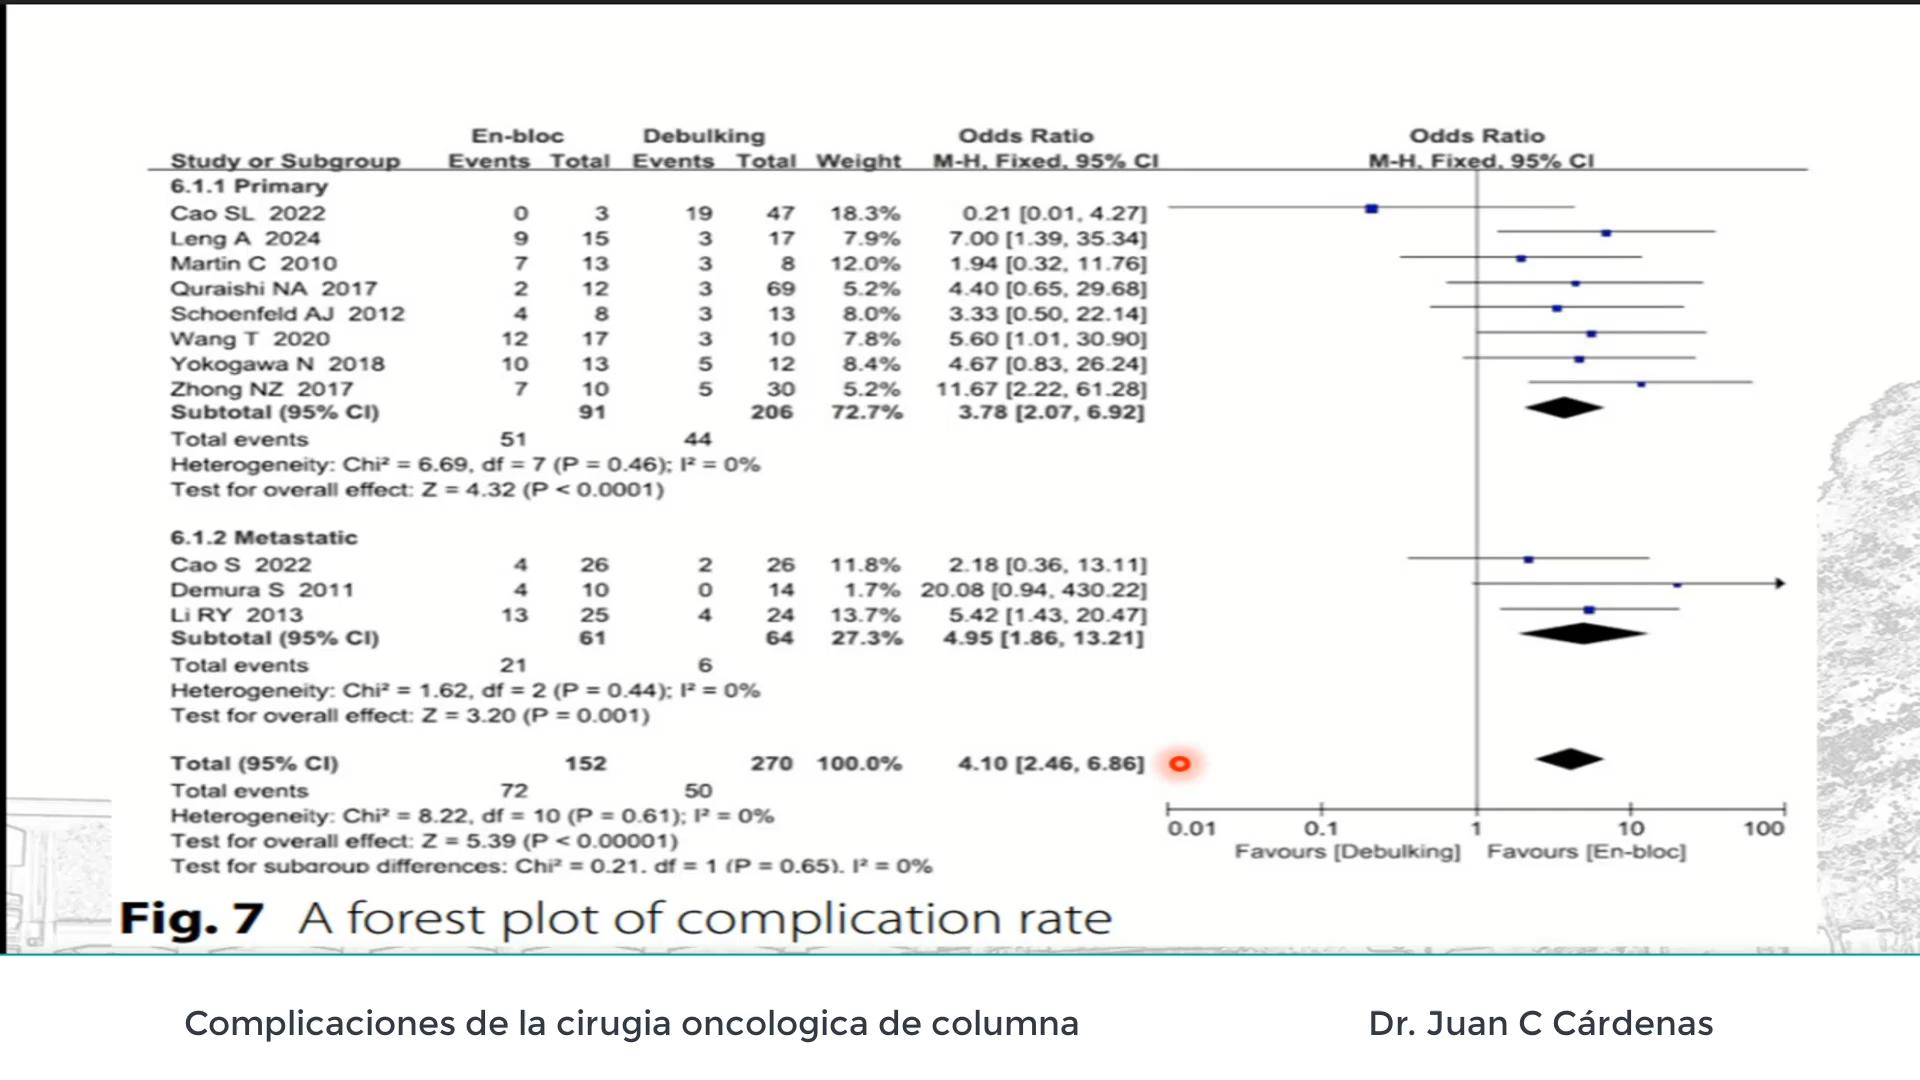 En-bloc Debulking Odds Ratio Odds Ratio
Study or Subgroup Events Total Events Total Weight M-H, Fixed, 95% CI M-H, Fixed, 95% CI
6.1.1 Primary
Cao SL 2022 0 3 19 47 18.3% 0.21 [0.01, 4.27]
Leng A 2024 9 15 3 17 7.9% 7.00 [1.39, 35.34]
Martin C 2010 7 13 3 8 12.0% 1.94 [0.32, 11.76]
Quraishi NA 2017 2 12 3 69 5.2% 4.40 [0.65, 29.68]
Schoenfeld AJ 2012 4 8 3 13 8.0% 3.33 [0.50, 22.14]
Wang T 2020 12 17 3 10 7.8% 5.60 [1.01, 30.90]
Yokogawa N 2018 10 13 5 12 8.4% 4.67 [0.83, 26.24]
Zhong NZ 2017 7 10 5 30 5.2% 11.67 [2.22, 61.28]
Subtotal (95% CI) 91 206 72.7% 3.78 [2.07, 6.92]
Total events 51 44
Heterogeneity: Chi² = 6.69, df = 7 (P = 0.46); I² = 0%
Test for overall effect: Z = 4.32 (P < 0.0001)
6.1.2 Metastatic
Cao S 2022 4 26 2 26 11.8% 2.18 [0.36, 13.11]
Demura S 2011 4 10 0 14 1.7% 20.08 [0.94, 430.22]
Li RY 2013 13 25 4 24 13.7% 5.42 [1.43, 20.47]
Subtotal (95% CI) 61 64 27.3% 4.95 [1.86, 13.21]
Total events 21 6
Heterogeneity: Chi² = 1.62, df = 2 (P = 0.44); I² = 0%
Test for overall effect: Z = 3.20 (P = 0.001)
Total (95% CI) 152 270 100.0% 4.10 [2.46, 6.86]
Total events 72 50
Heterogeneity: Chi² = 8.22, df = 10 (P = 0.61); I² = 0%
Test for overall effect: Z = 5.39 (P < 0.00001)
Test for subgroup differences: Chi² = 0.21. df = 1 (P = 0.65). I² = 0%
0.01 0.1 1 10 100
Favours [Debulking] Favours [En-bloc]
Fig. 7 A forest plot of complication rate
Complicaciones de la cirugia oncologica de columna Dr. Juan C Cárdenas